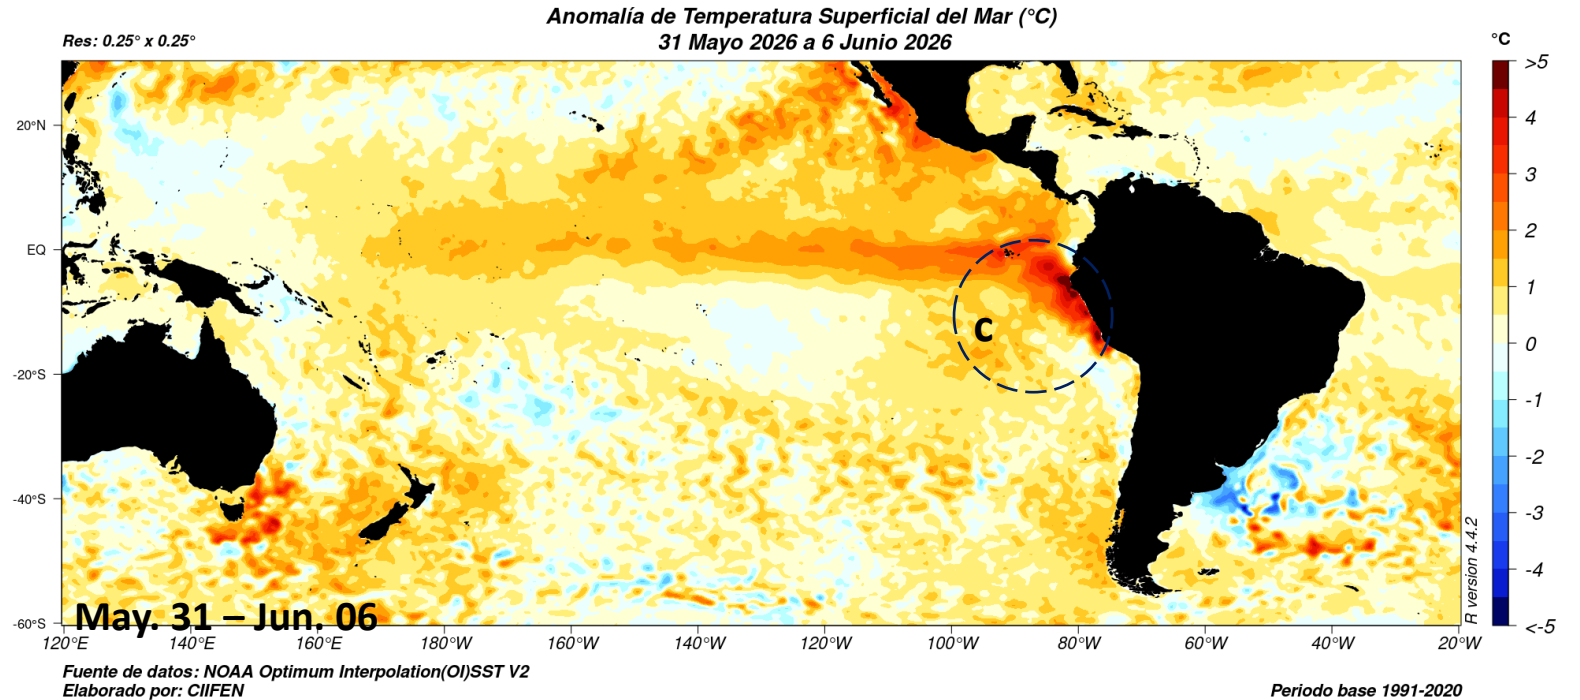 Anomalía de Temperatura Superficial del Mar (°C)
31 Mayo 2026 a 6 Junio 2026
Res: 0.25° x 0.25°
°C
>5
4
3
2
1
0
-1
-2
-3
-4
<-5
20°N
EQ
-20°S
-40°S
-60°S
C
May. 31 – Jun. 06
R version 4.4.2
120°E 140°E 160°E 180°W 160°W 140°W 120°W 100°W 80°W 60°W 40°W 20°W
Fuente de datos: NOAA Optimum Interpolation(OI)SST V2
Elaborado por: CIIFEN
Periodo base 1991-2020